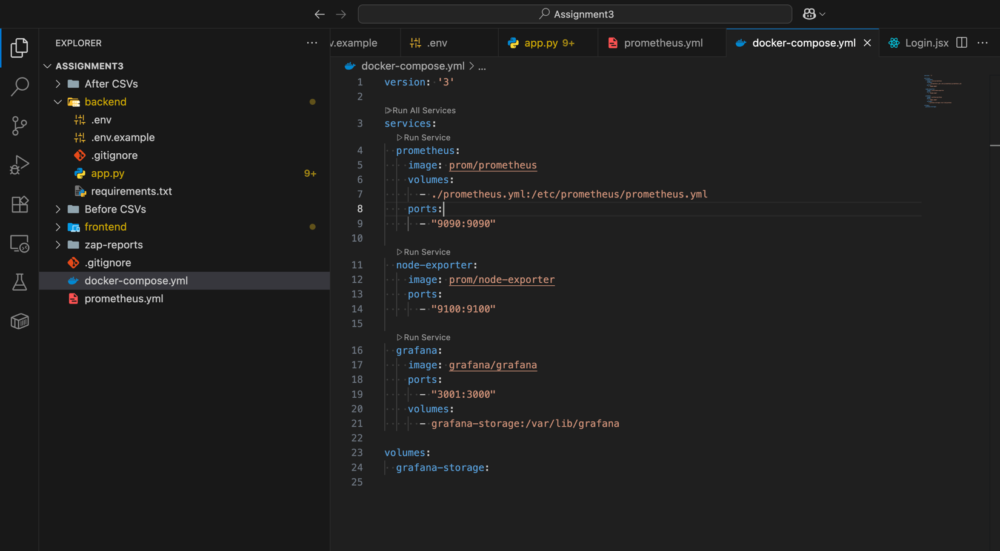 Assignment3
EXPLORER
ASSIGNMENT3
After CSVs
backend
.env
.env.example
.gitignore
app.py 9+
requirements.txt
Before CSVs
frontend
zap-reports
.gitignore
docker-compose.yml
prometheus.yml
v.example
.env
app.py 9+
prometheus.yml
docker-compose.yml
Login.jsx
docker-compose.yml > ...
1 version: '3'
2
Run All Services
3 services:
Run Service
4 prometheus:
5 image: prom/prometheus
6 volumes:
7 - ./prometheus.yml:/etc/prometheus/prometheus.yml
8 ports:
9 - "9090:9090"
10
Run Service
11 node-exporter:
12 image: prom/node-exporter
13 ports:
14 - "9100:9100"
15
Run Service
16 grafana:
17 image: grafana/grafana
18 ports:
19 - "3001:3000"
20 volumes:
21 - grafana-storage:/var/lib/grafana
22
23 volumes:
24 grafana-storage:
25